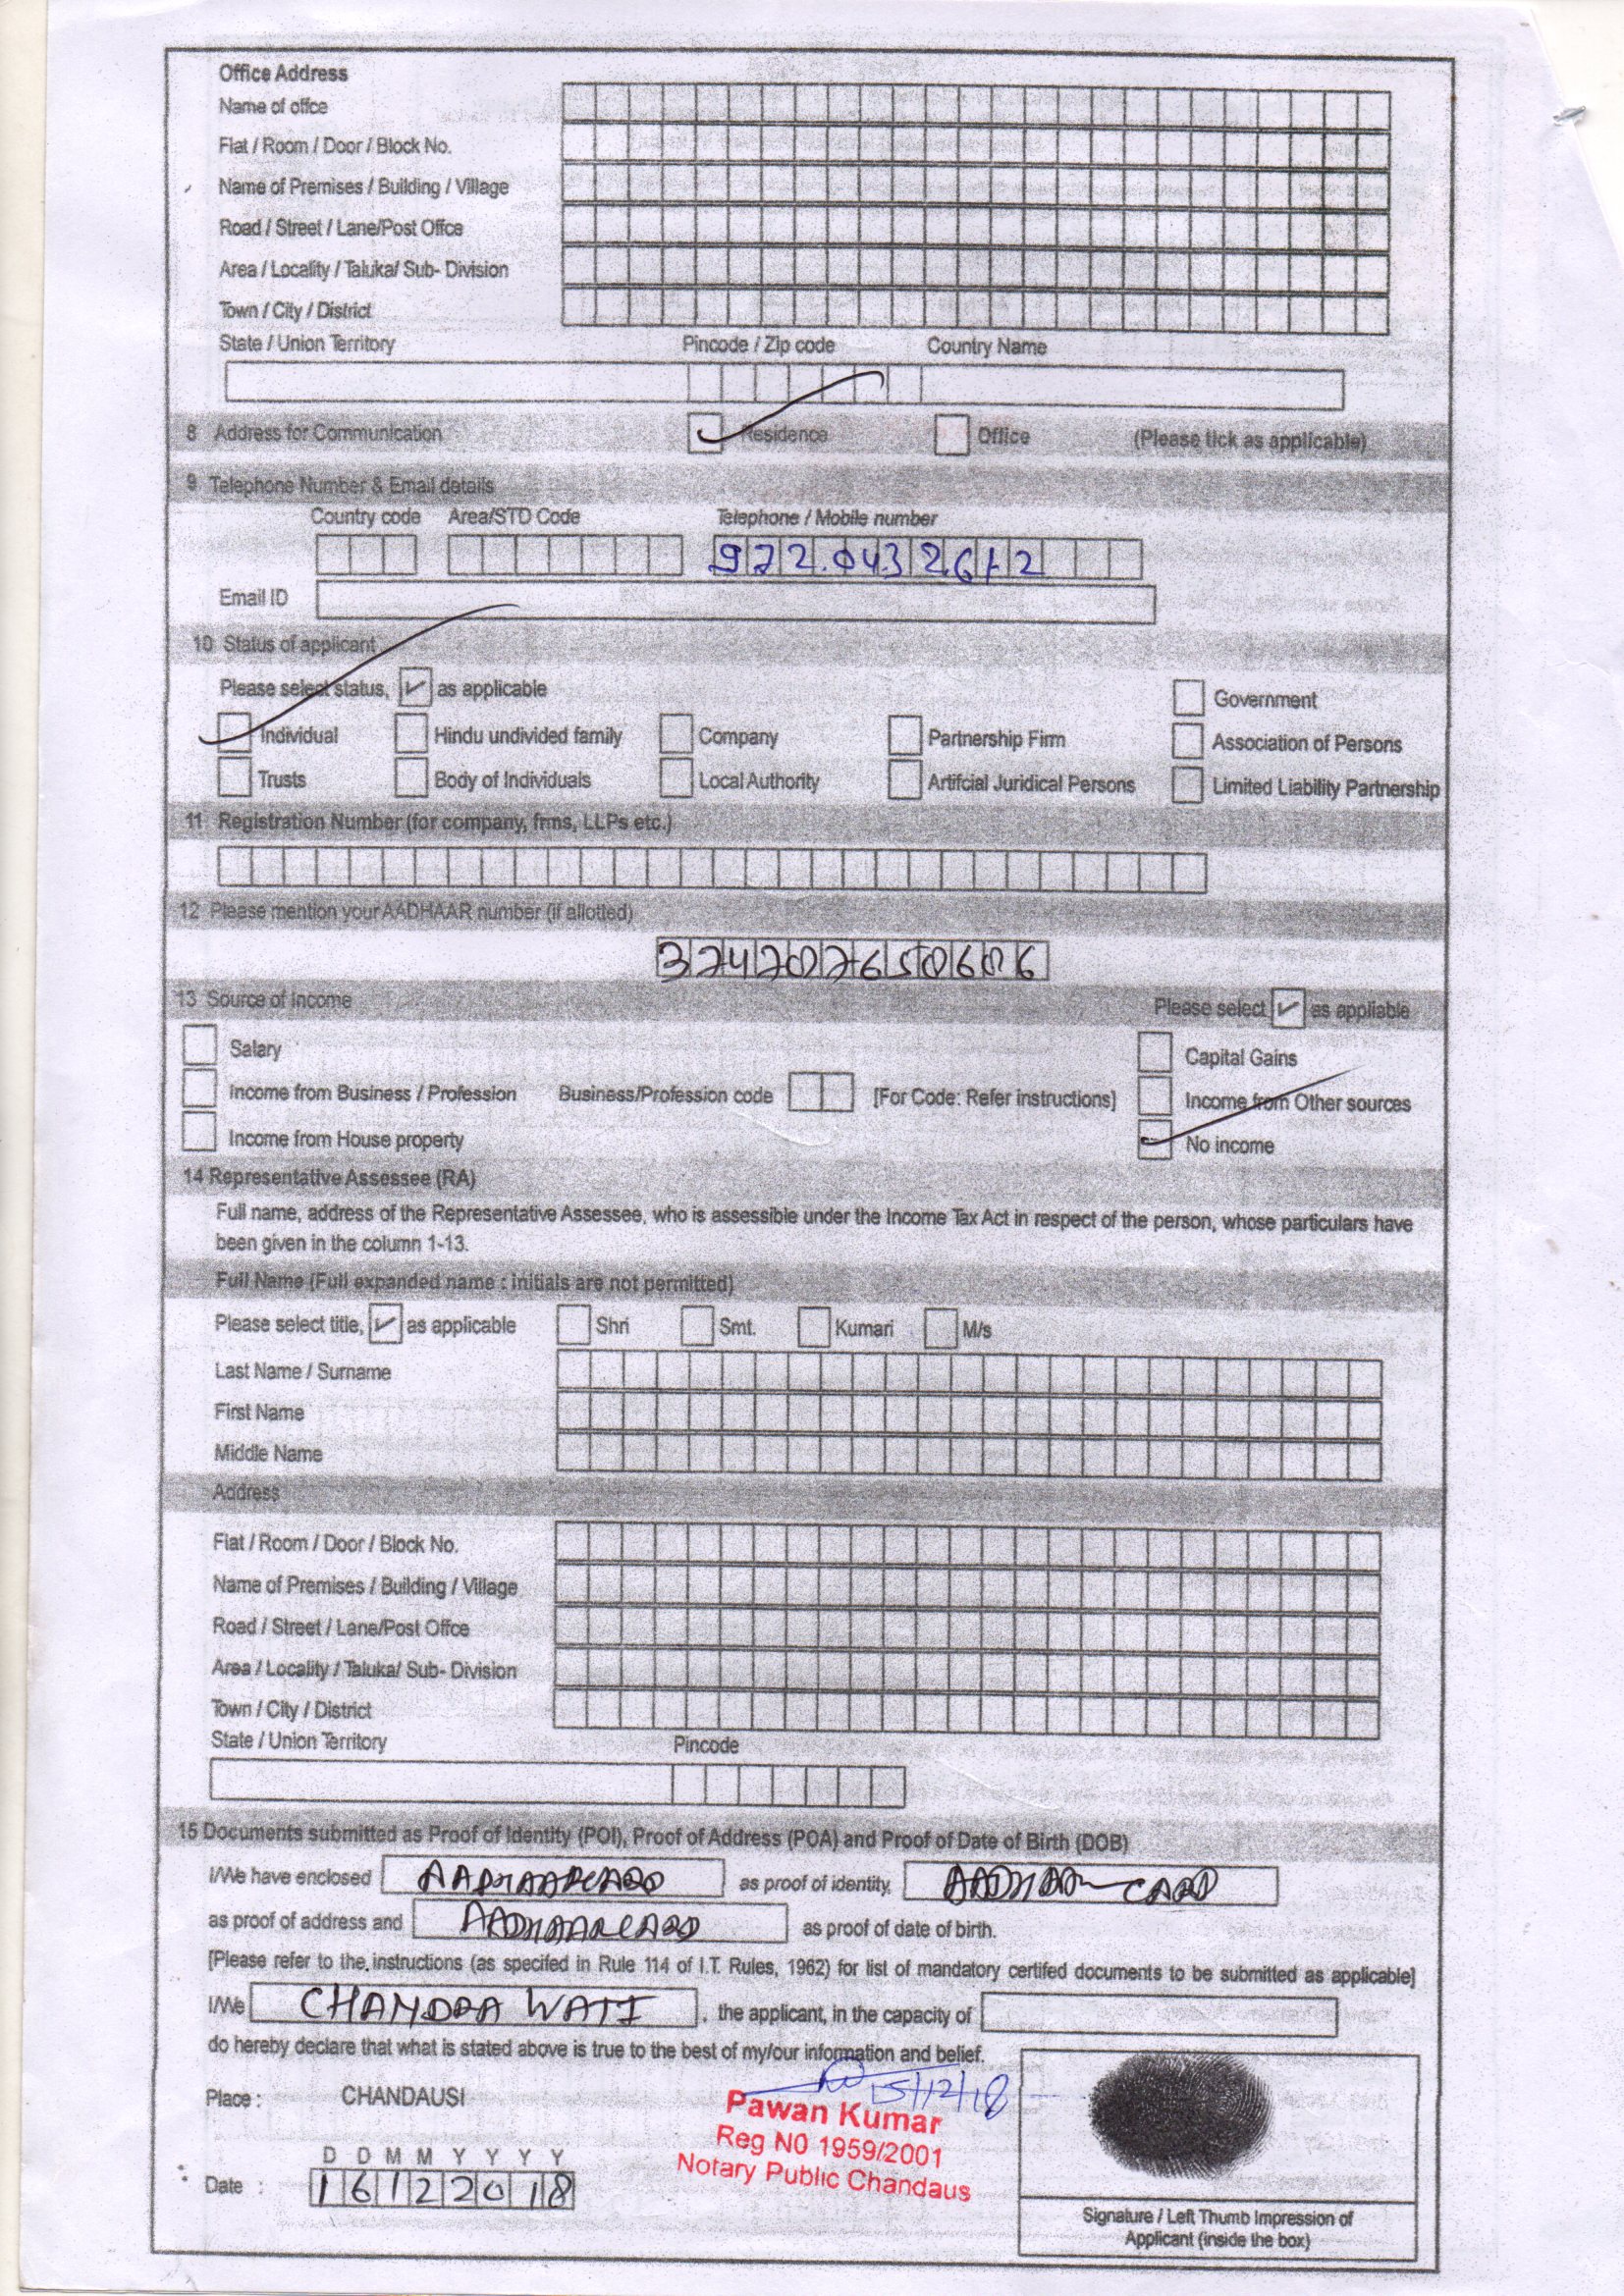 Office Address
Name of offce
Flat / Room / Door / Block No.
Name of Premises / Building / Village
Road / Street / Lane/Post Offce
Area / Locality / Taluka/ Sub- Division
Town / City / District
State / Union Territory Pincode / Zip code Country Name
8 Address for Communication Residence Office (Please tick as applicable)
9 Telephone Number & Email details
Country code Area/STD Code Telephone / Mobile number
9720432612
Email ID
10 Status of applicant
Please select status, ✓ as applicable
Government
Individual Hindu undivided family Company Partnership Firm Association of Persons
Trusts Body of Individuals Local Authority Artifcial Juridical Persons Limited Liability Partnership
11 Registration Number (for company, frms, LLPs etc.)
12 Please mention your AADHAAR number (if allotted)
374707650606
13 Source of Income Please select ✓ as appliable
Salary Capital Gains
Income from Business / Profession Business/Profession code [For Code: Refer instructions] Income from Other sources
Income from House property No income
14 Representative Assessee (RA)
Full name, address of the Representative Assessee, who is assessible under the Income Tax Act in respect of the person, whose particulars have
been given in the column 1-13.
Full Name (Full expanded name : initials are not permitted)
Please select title, ✓ as applicable Shri Smt. Kumari M/s
Last Name / Surname
First Name
Middle Name
Address
Flat / Room / Door / Block No.
Name of Premises / Building / Village
Road / Street / Lane/Post Offce
Area / Locality / Taluka/ Sub- Division
Town / City / District
State / Union Territory Pincode
15 Documents submitted as Proof of Identity (POI), Proof of Address (POA) and Proof of Date of Birth (DOB)
I/We have enclosed AADHAARCARD as proof of identity, AADHAR CARD
as proof of address and AADHAARCARD as proof of date of birth.
[Please refer to the instructions (as specifed in Rule 114 of I.T. Rules, 1962) for list of mandatory certifed documents to be submitted as applicable]
I/We CHANDRA WATI , the applicant, in the capacity of
do hereby declare that what is stated above is true to the best of my/our information and belief.
15/12/18
Place : CHANDAUSI
Pawan Kumar
Reg N0 1959/2001
Notary Public Chandaus
D D M M Y Y Y Y
Date : 16122018
Signature / Left Thumb Impression of
Applicant (inside the box)